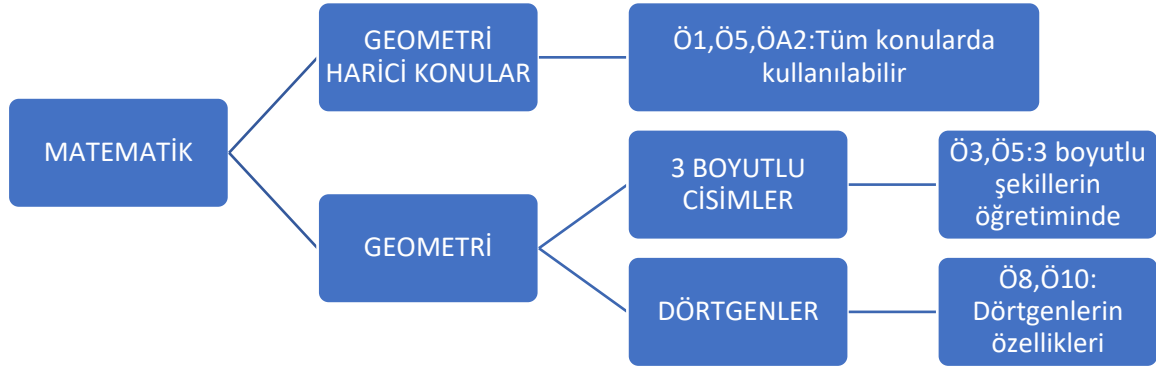 MATEMATİK
GEOMETRİ
HARİCİ KONULAR
Ö1,Ö5,ÖA2:Tüm konularda
kullanılabilir
GEOMETRİ
3 BOYUTLU
CİSİMLER
Ö3,Ö5:3 boyutlu
şekillerin
öğretiminde
DÖRTGENLER
Ö8,Ö10:
Dörtgenlerin
özellikleri